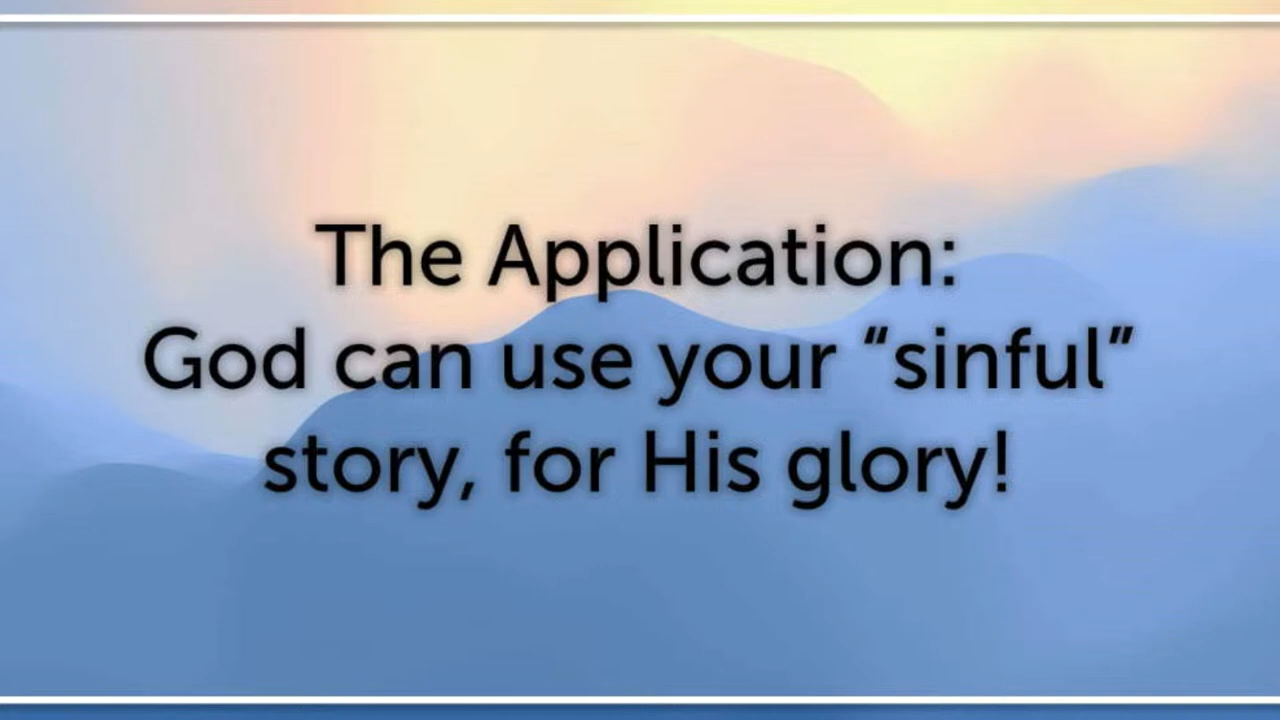 The Application:
God can use your “sinful”
story, for His glory!